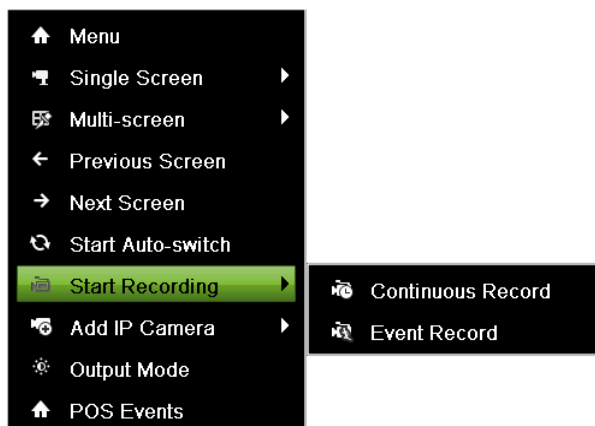 Menu
Single Screen
Multi-screen
Previous Screen
Next Screen
Start Auto-switch
Start Recording
Continuous Record
Add IP Camera
Event Record
Output Mode
POS Events